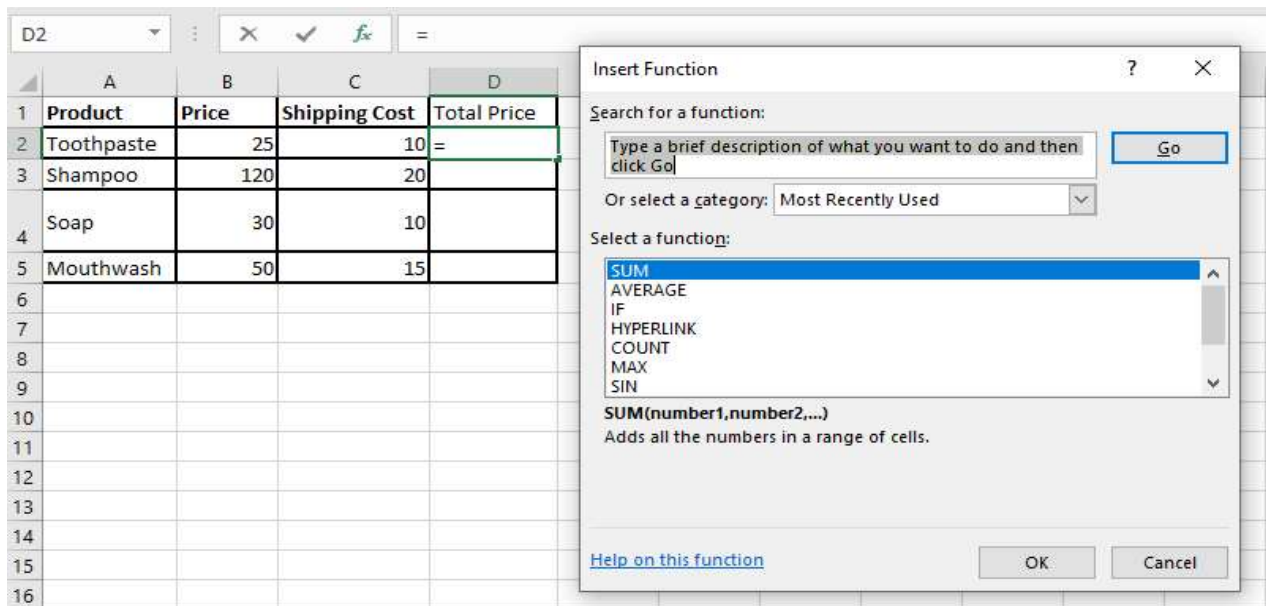 D2 fx =
A B C D
1 Product Price Shipping Cost Total Price
2 Toothpaste 25 10 =
3 Shampoo 120 20
4 Soap 30 10
5 Mouthwash 50 15
6
7
8
9
10
11
12
13
14
15
16
Insert Function ? X
Search for a function:
Type a brief description of what you want to do and then
click Go
Go
Or select a category: Most Recently Used
Select a function:
SUM
AVERAGE
IF
HYPERLINK
COUNT
MAX
SIN
SUM(number1,number2,...)
Adds all the numbers in a range of cells.
Help on this function OK Cancel